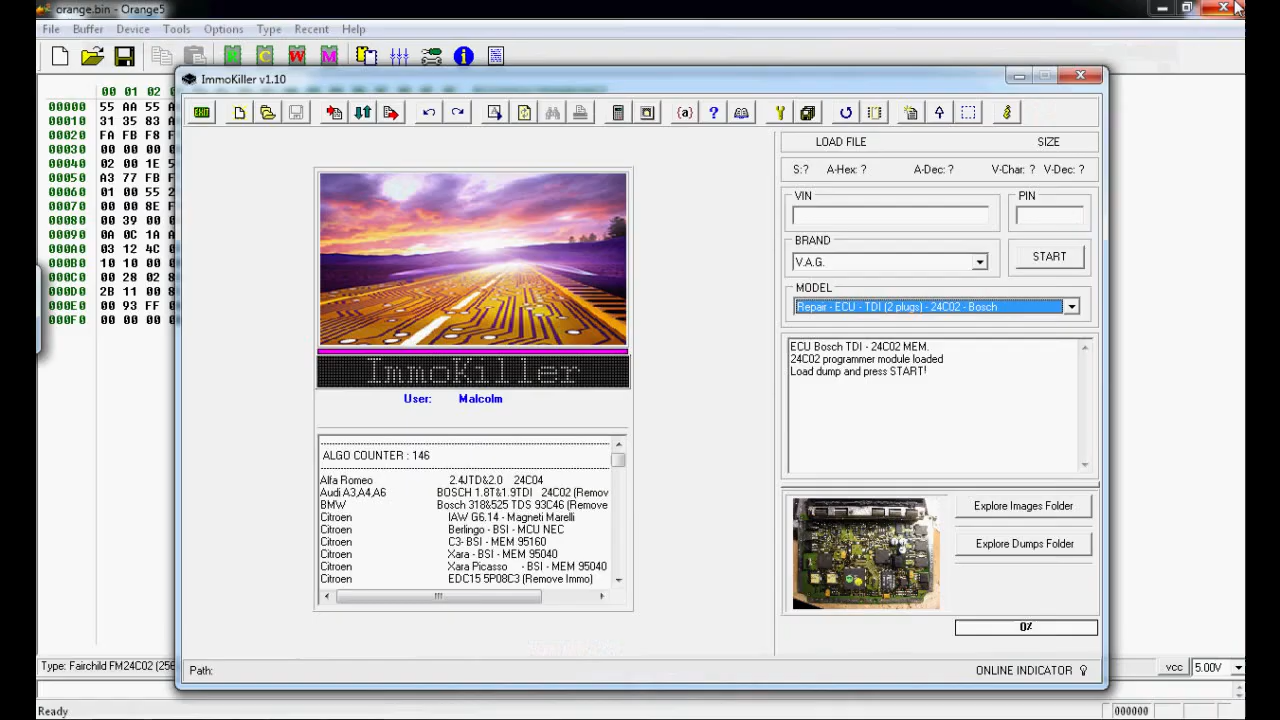 orange.bin - Orange5
File Buffer Device Tools Options Type Recent Help
ImmoKiller v1.10
00 01 02
00000 55 AA 55 A
00010 31 35 83 A
00020 FA FB F8 F
00030 00 00 00 0
00040 02 00 1E 5
00050 A3 77 FB F
00060 01 00 55 2
00070 00 00 8E F
00080 00 39 00 0
00090 0A 0C 1A A
000A0 03 12 4C 0
000B0 10 10 00 0
000C0 00 28 02 8
000D0 2B 11 00 8
000E0 00 93 FF 0
000F0 00 00 00 0
LOAD FILE SIZE
S:? A-Hex: ? A-Dec: ? V-Char: ? V-Dec: ?
VIN PIN
BRAND
V.A.G. START
MODEL
Repair - ECU - TDI (2 plugs) - 24C02 - Bosch
ECU Bosch TDI - 24C02 MEM.
24C02 programmer module loaded
Load dump and press START!
ImmoKiller
User: Malcolm
ALGO COUNTER : 146
Alfa Romeo 2.4JTD&2.0 24C04
Audi A3,A4,A6 BOSCH 1.8T&1.9TDI 24C02 (Remov
BMW Bosch 318&525 TDS 93C46 (Remove
Citroen IAW G6.14 - Magneti Marelli
Citroen Berlingo - BSI - MCU NEC
Citroen C3- BSI - MEM 95160
Citroen Xara - BSI - MEM 95040
Citroen Xara Picasso - BSI - MEM 95040
Citroen EDC15 5P08C3 (Remove Immo)
Explore Images Folder
Explore Dumps Folder
0%
Type: Fairchild FM24C02 (256
vcc 5.00V
Path: ONLINE INDICATOR
Ready 000000